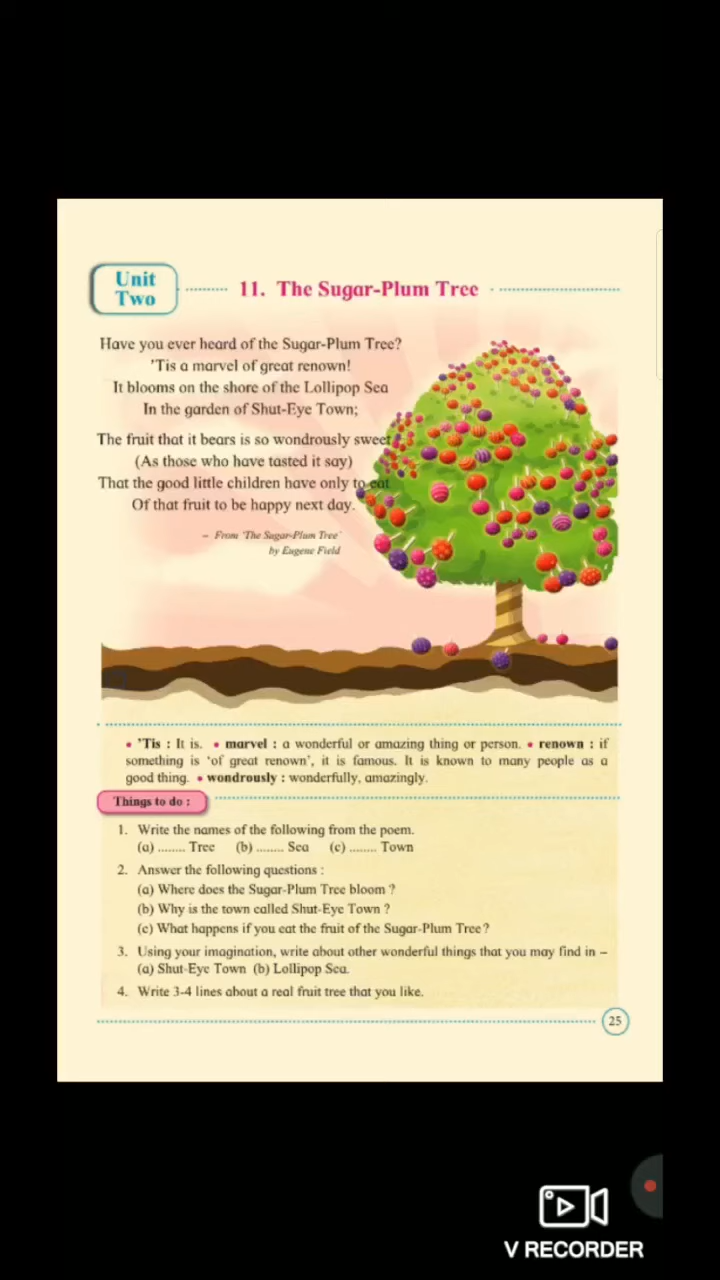 Unit
Two
11. The Sugar-Plum Tree
Have you ever heard of the Sugar-Plum Tree?
'Tis a marvel of great renown!
It blooms on the shore of the Lollipop Sea
In the garden of Shut-Eye Town;
The fruit that it bears is so wondrously sweet
(As those who have tasted it say)
That the good little children have only to eat
Of that fruit to be happy next day.
– From 'The Sugar-Plum Tree'
by Eugene Field
• 'Tis : It is. • marvel : a wonderful or amazing thing or person. • renown : if
something is 'of great renown', it is famous. It is known to many people as a
good thing. • wondrously : wonderfully, amazingly.
Things to do :
1. Write the names of the following from the poem.
(a) ........ Tree (b) ........ Sea (c) ........ Town
2. Answer the following questions :
(a) Where does the Sugar-Plum Tree bloom ?
(b) Why is the town called Shut-Eye Town ?
(c) What happens if you eat the fruit of the Sugar-Plum Tree?
3. Using your imagination, write about other wonderful things that you may find in –
(a) Shut-Eye Town (b) Lollipop Sea.
4. Write 3-4 lines about a real fruit tree that you like.
25
V RECORDER